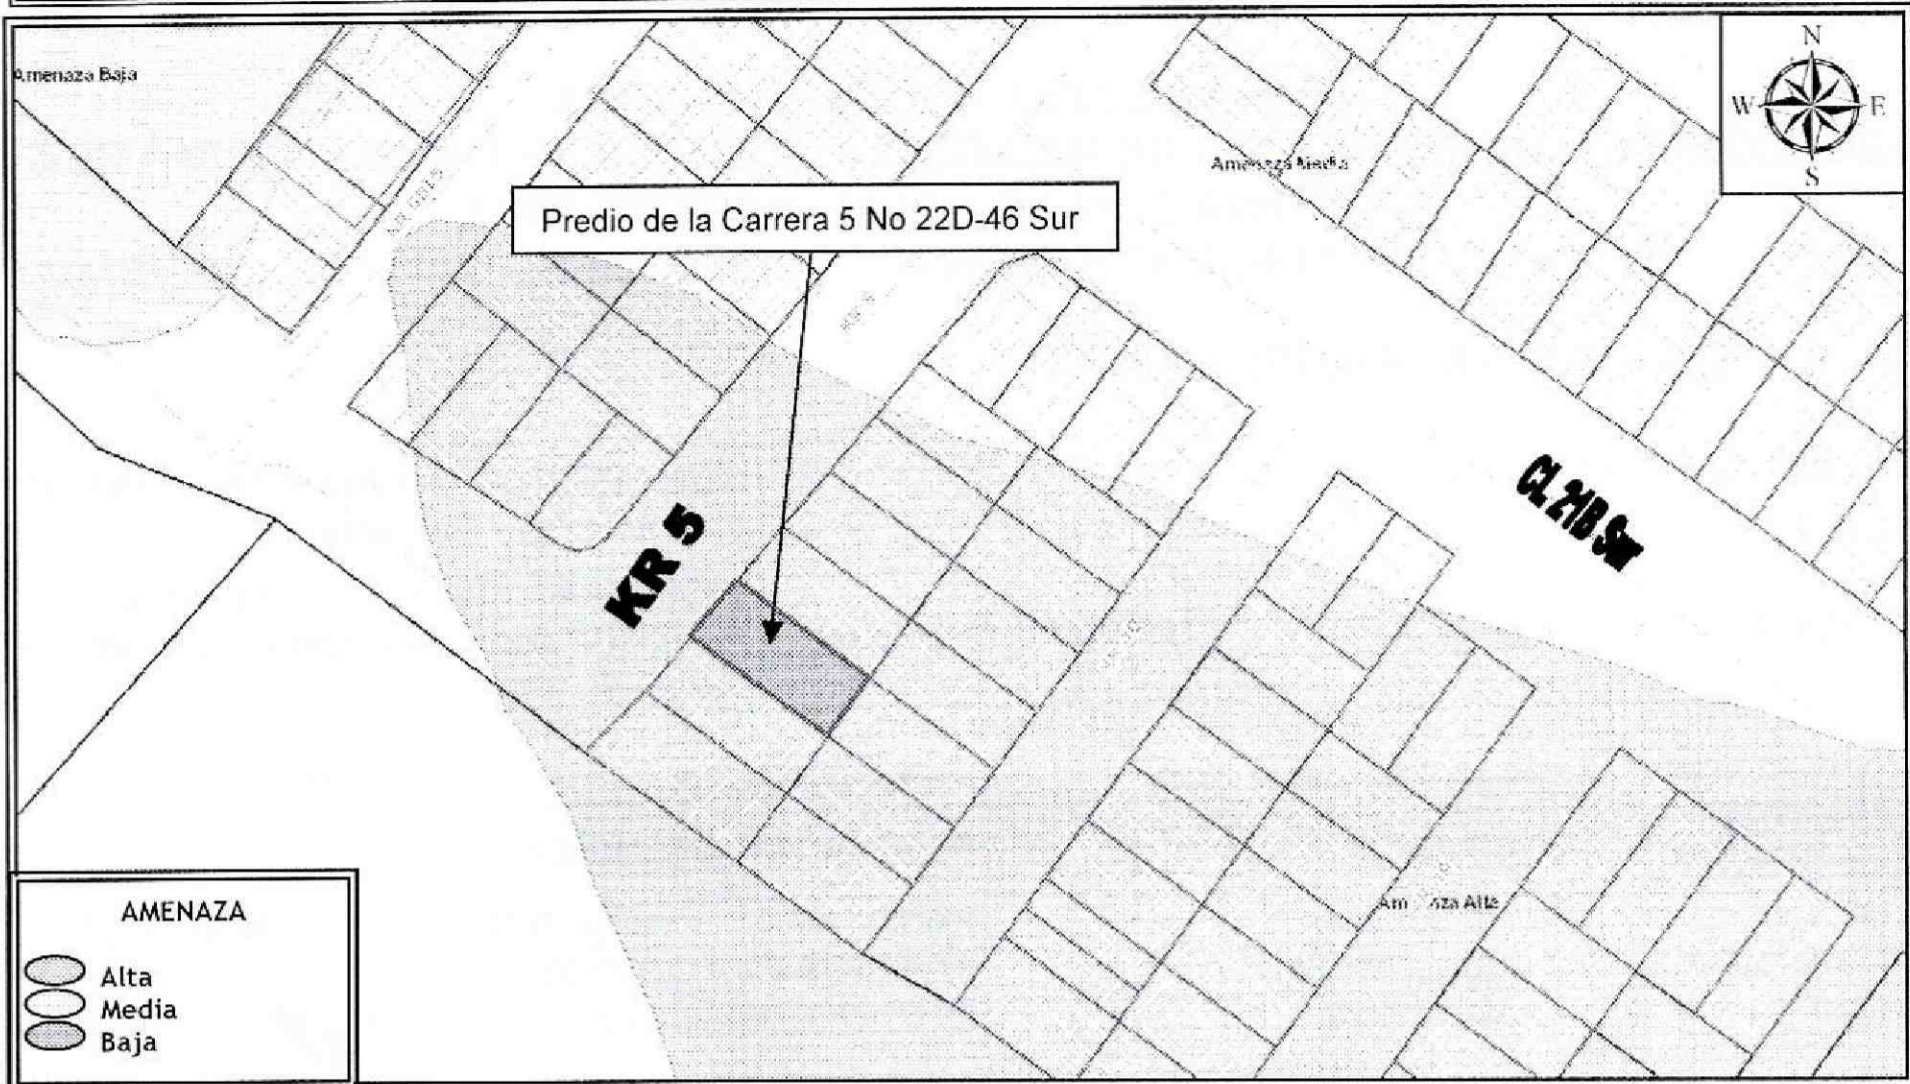 Amenaza Baja
N
W E
S
Amenaza Media
Predio de la Carrera 5 No 22D-46 Sur
KR 5
CL 21B Sur
Alta
AMENAZA
Alta
Media
Baja